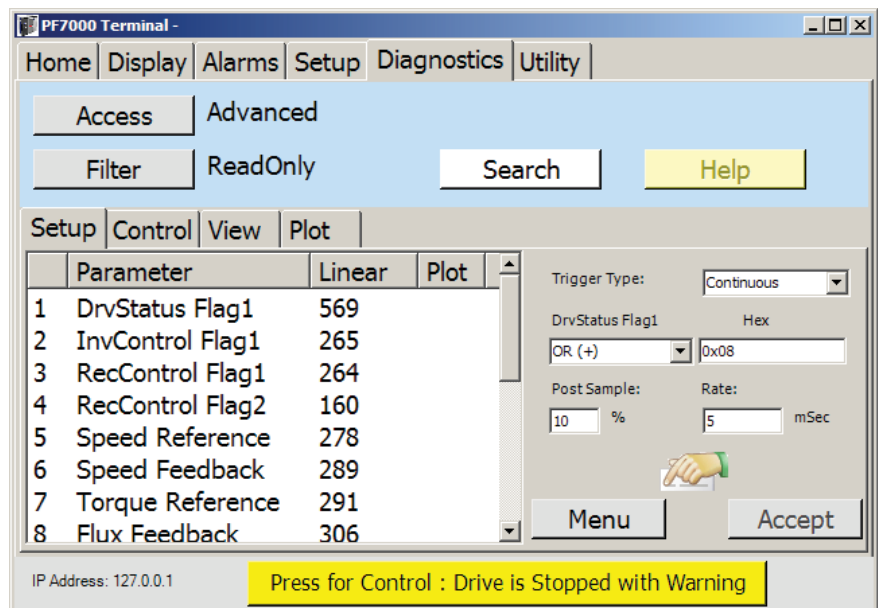 PF7000 Terminal -
Home Display Alarms Setup Diagnostics Utility
Access Advanced
Filter ReadOnly Search Help
Setup Control View Plot
Parameter Linear Plot
1 DrvStatus Flag1 569
2 InvControl Flag1 265
3 RecControl Flag1 264
4 RecControl Flag2 160
5 Speed Reference 278
6 Speed Feedback 289
7 Torque Reference 291
8 Flux Feedback 306
Trigger Type: Continuous
DrvStatus Flag1 Hex
OR (+) 0x08
Post Sample: Rate:
10 % 5 mSec
Menu Accept
IP Address: 127.0.0.1 Press for Control : Drive is Stopped with Warning